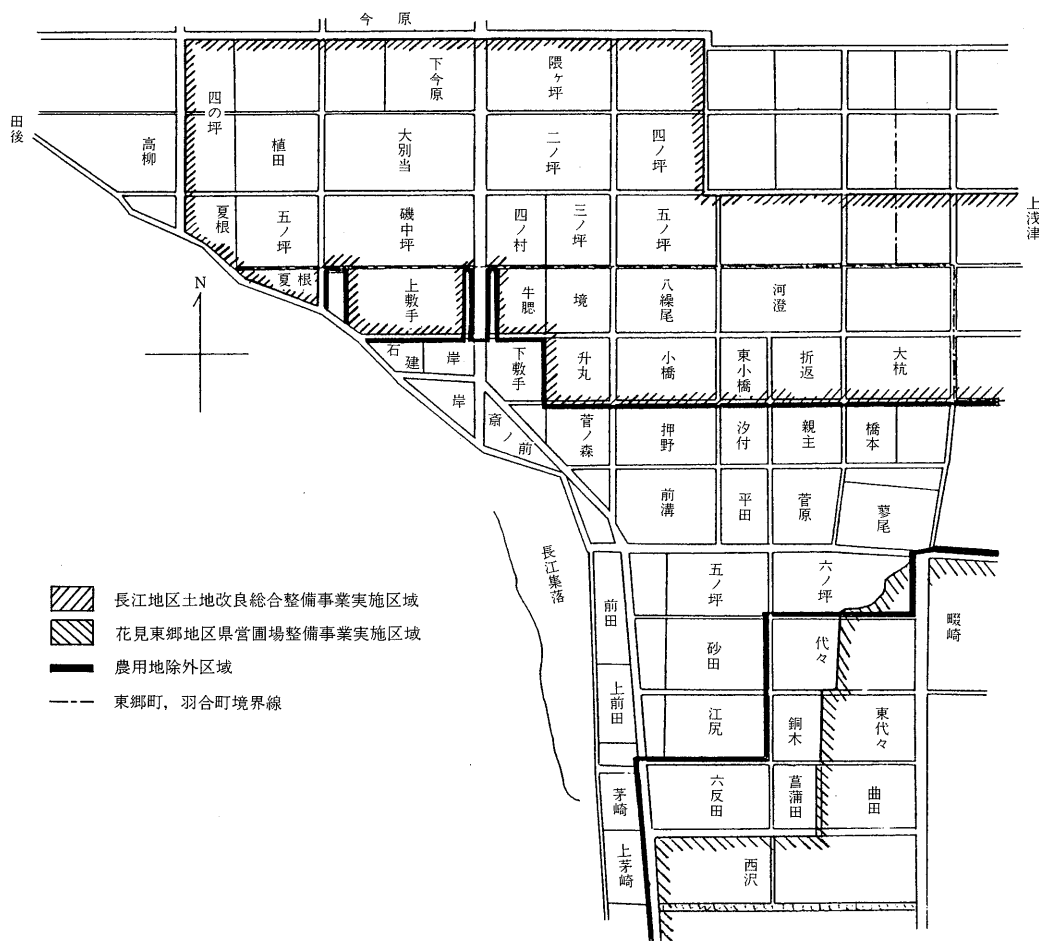 今原
下今原
隈ヶ坪
四の坪
田後
高柳
植田
大別当
二ノ坪
四ノ坪
夏根
五ノ坪
磯中坪
四ノ村
三ノ坪
五ノ坪
上浅津
N
夏根
上敷手
牛腮
境
八繰尾
河澄
石建
岸
下敷手
升丸
小橋
東小橋
折返
大杭
岸
斎ノ前
菅ノ森
押野
汐付
親主
橋本
前溝
平田
菅原
蓼尾
長江集落
前田
五ノ坪
六ノ坪
畷崎
砂田
代々
上前田
江尻
銅木
東代々
茅崎
六反田
菖蒲田
曲田
上茅崎
西沢
長江地区土地改良総合整備事業実施区域
花見東郷地区県営圃場整備事業実施区域
農用地除外区域
東郷町,羽合町境界線